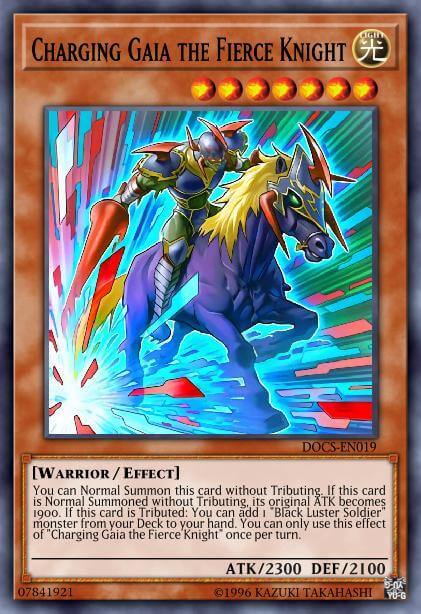 CHARGING GAIA THE FIERCE KNIGHT
LIGHT
光
DOCS-EN019
[WARRIOR / EFFECT]
You can Normal Summon this card without Tributing. If this card
is Normal Summoned without Tributing, its original ATK becomes
1900. If this card is Tributed: You can add 1 "Black Luster Soldier"
monster from your Deck to your hand. You can only use this effect
of "Charging Gaia the Fierce Knight" once per turn.
ATK/2300 DEF/2100
07841921
©1996 KAZUKI TAKAHASHI